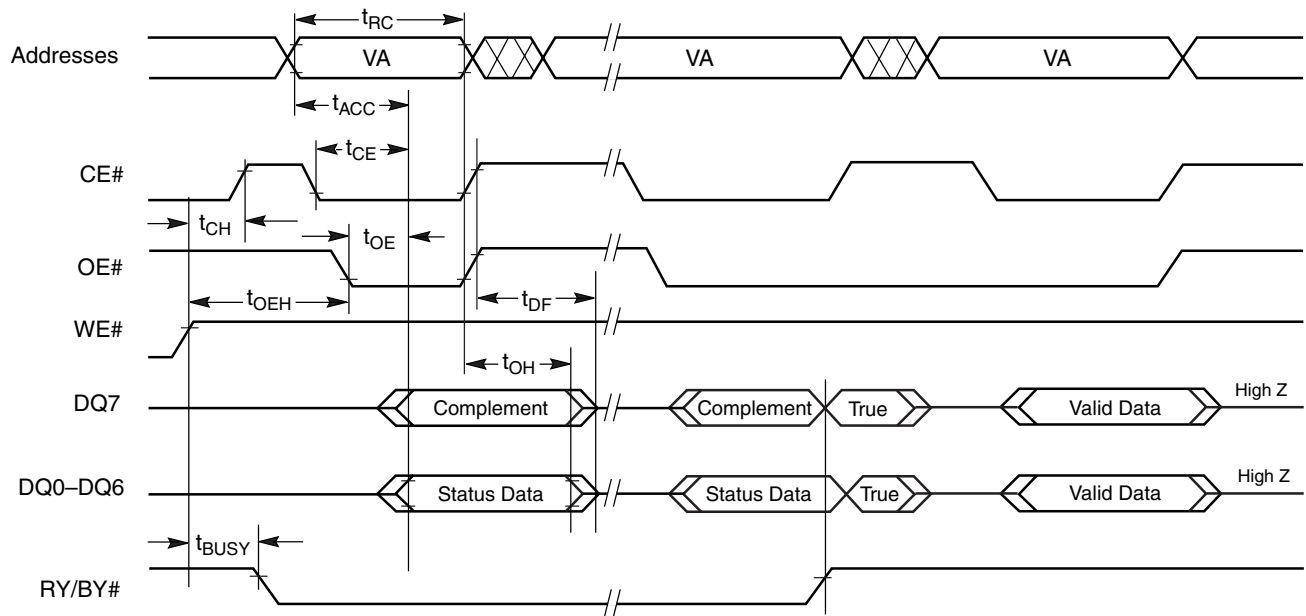 tRC
Addresses VA VA VA
tACC
tCE
CE#
tCH
tOE
OE#
tOEH
tDF
WE#
tOH
DQ7 Complement Complement True Valid Data High Z
DQ0–DQ6 Status Data Status Data True Valid Data High Z
tBUSY
RY/BY#